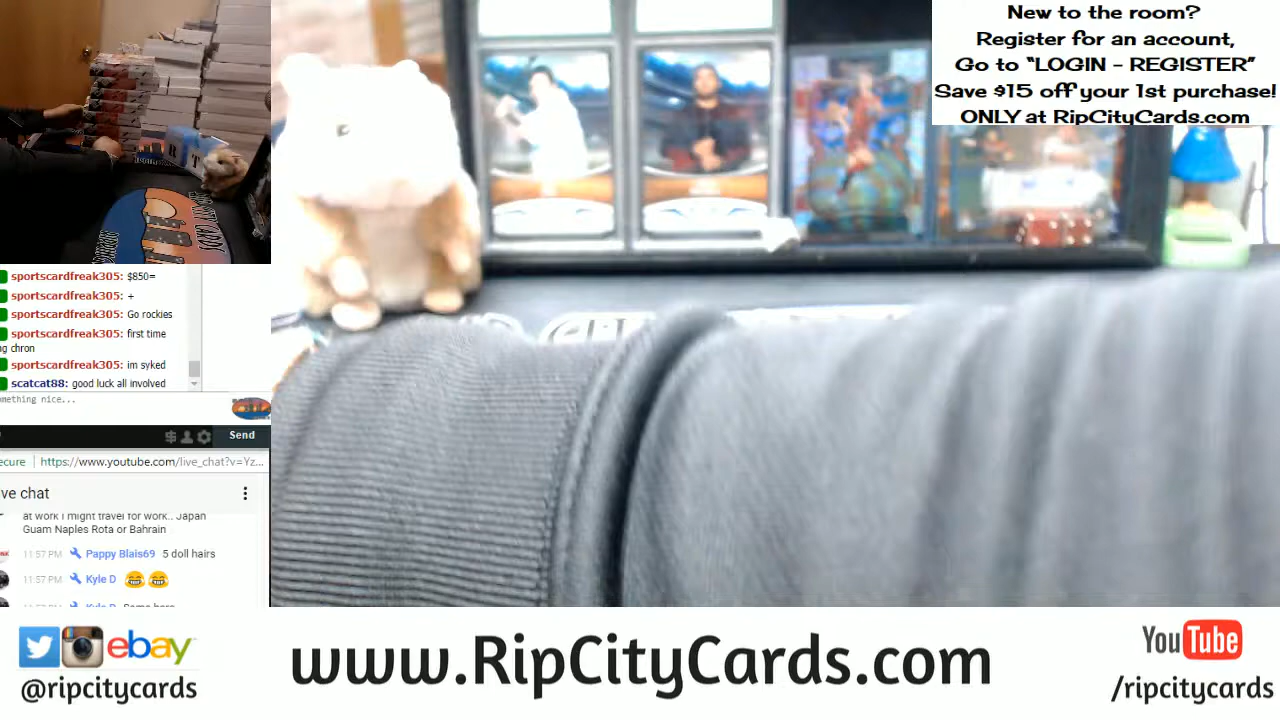 New to the room?
Register for an account,
Go to “LOGIN - REGISTER”
Save $15 off your 1st purchase!
ONLY at RipCityCards.com
sportscardfreak305: $850=
sportscardfreak305: +
sportscardfreak305: Go rockies
sportscardfreak305: first time
chron
sportscardfreak305: im syked
scatcat88: good luck all involved
omething nice...
Send
ecure
https://www.youtube.com/live_chat?v=Yz...
ve chat
at work I might travel for work.. Japan
Guam Naples Rota or Bahrain
11:57 PM Pappy Blais69 5 doll hairs
11:57 PM Kyle D
ebay
@ripcitycards
www.RipCityCards.com
YouTube
/ripcitycards